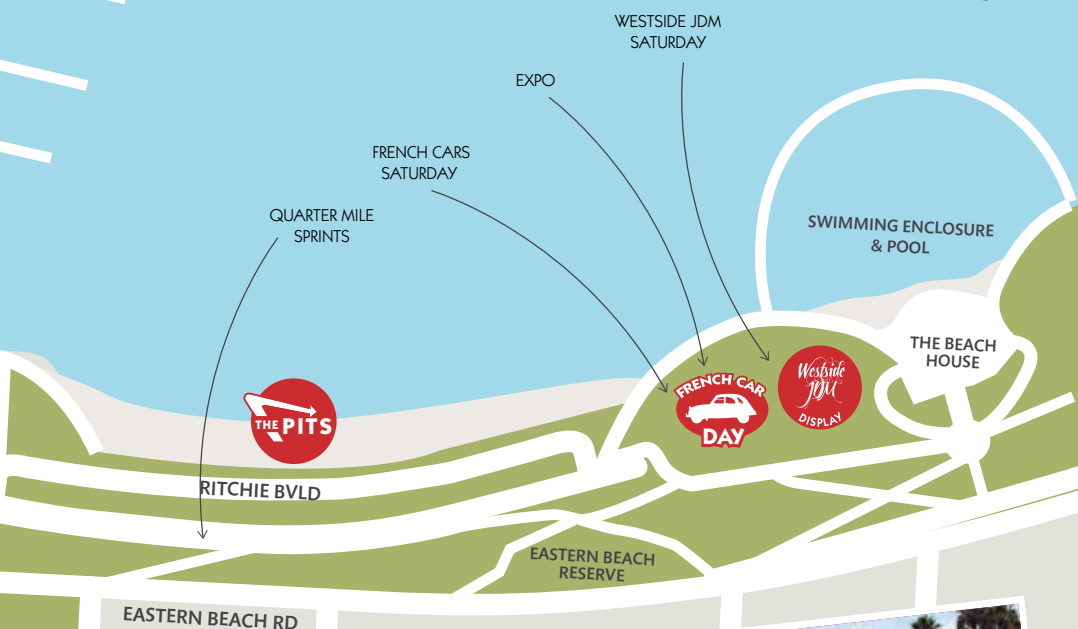 WESTSIDE JDM
SATURDAY
EXPO
FRENCH CARS
SATURDAY
QUARTER MILE
SPRINTS
SWIMMING ENCLOSURE
& POOL
THE BEACH
HOUSE
FRENCH CAR
DAY
Westside
JDM
DISPLAY
THE PITS
RITCHIE BVLD
EASTERN BEACH
RESERVE
EASTERN BEACH RD